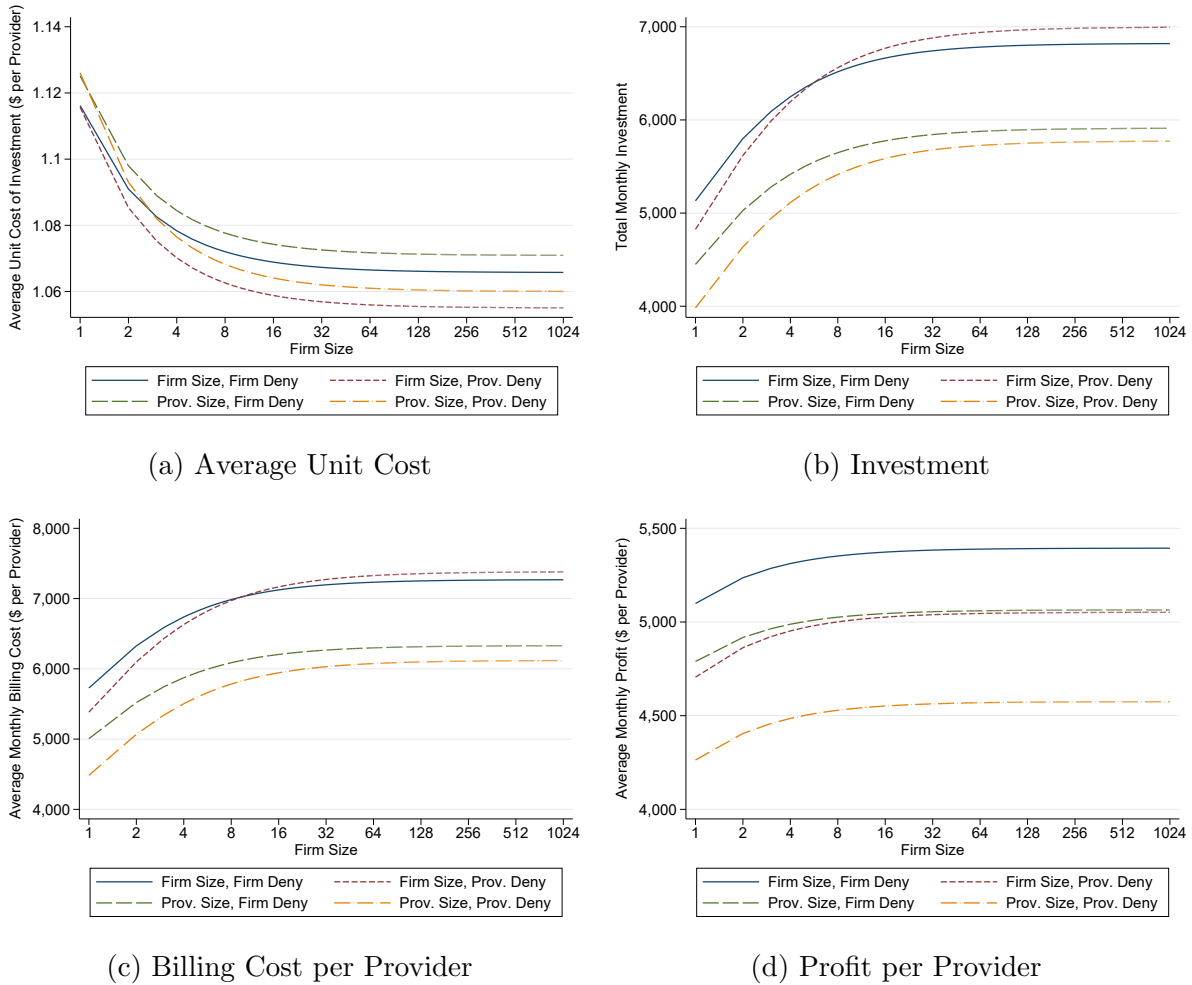 Average Unit Cost of Investment ($ per Provider)
1.14
1.12
1.1
1.08
1.06
1 2 4 8 16 32 64 128 256 512 1024
Firm Size
Firm Size, Firm Deny
Firm Size, Prov. Deny
Prov. Size, Firm Deny
Prov. Size, Prov. Deny
(a) Average Unit Cost
Total Monthly Investment
7,000
6,000
5,000
4,000
1 2 4 8 16 32 64 128 256 512 1024
Firm Size
Firm Size, Firm Deny
Firm Size, Prov. Deny
Prov. Size, Firm Deny
Prov. Size, Prov. Deny
(b) Investment
Average Monthly Billing Cost ($ per Provider)
8,000
7,000
6,000
5,000
4,000
1 2 4 8 16 32 64 128 256 512 1024
Firm Size
Firm Size, Firm Deny
Firm Size, Prov. Deny
Prov. Size, Firm Deny
Prov. Size, Prov. Deny
(c) Billing Cost per Provider
Average Monthly Profit ($ per Provider)
5,500
5,000
4,500
4,000
1 2 4 8 16 32 64 128 256 512 1024
Firm Size
Firm Size, Firm Deny
Firm Size, Prov. Deny
Prov. Size, Firm Deny
Prov. Size, Prov. Deny
(d) Profit per Provider